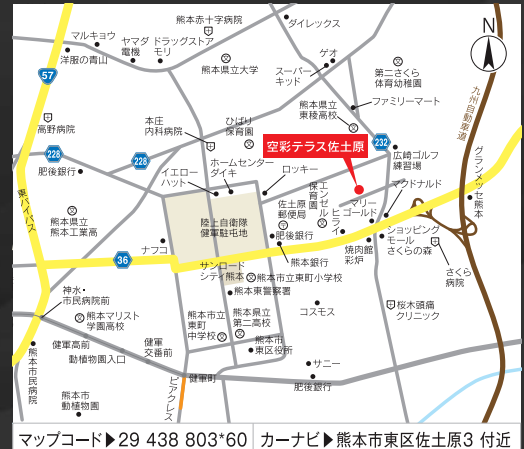 熊本赤十字病院
ダイレックス
N
マルキョウ
ヤマダ
電機
ドラッグストア
モリ
洋服の青山
熊本県立大学
ゲオ
スーパー
キッド
第二さくら
体育幼稚園
57
ファミリーマート
熊本県立
東稜高校
九州自動車道
高野病院
本庄
内科病院
ひばり
保育園
空彩テラス佐土原
232
広崎ゴルフ
練習場
グランメッセ熊本
228
228
肥後銀行
イエロー
ハット
ホームセンター
ダイキ
ロッキー
マクドナルド
保育園
エンゼル
佐土原
郵便局
マリー
ゴールド
東バイパス
熊本県立
熊本工業高
陸上自衛隊
健軍駐屯地
肥後銀行
ライフ
焼肉館
彩炉
ショッピング
モール
さくらの森
ナフコ
36
熊本銀行
さくら
病院
サンロード
シティ熊本
熊本市立東町小学校
神水・
市民病院前
熊本東警察署
コスモス
桜木頭痛
クリニック
熊本マリスト
学園高校
熊本市立
東町
中学校
熊本県立
第二高校
健軍高前
健軍
交番前
動植物園入口
熊本市
東区役所
サニー
熊本市民病院
健軍町
肥後銀行
ピアクレス
熊本市
動植物園
マップコード▶29 438 803*60
カーナビ▶熊本市東区佐土原3 付近